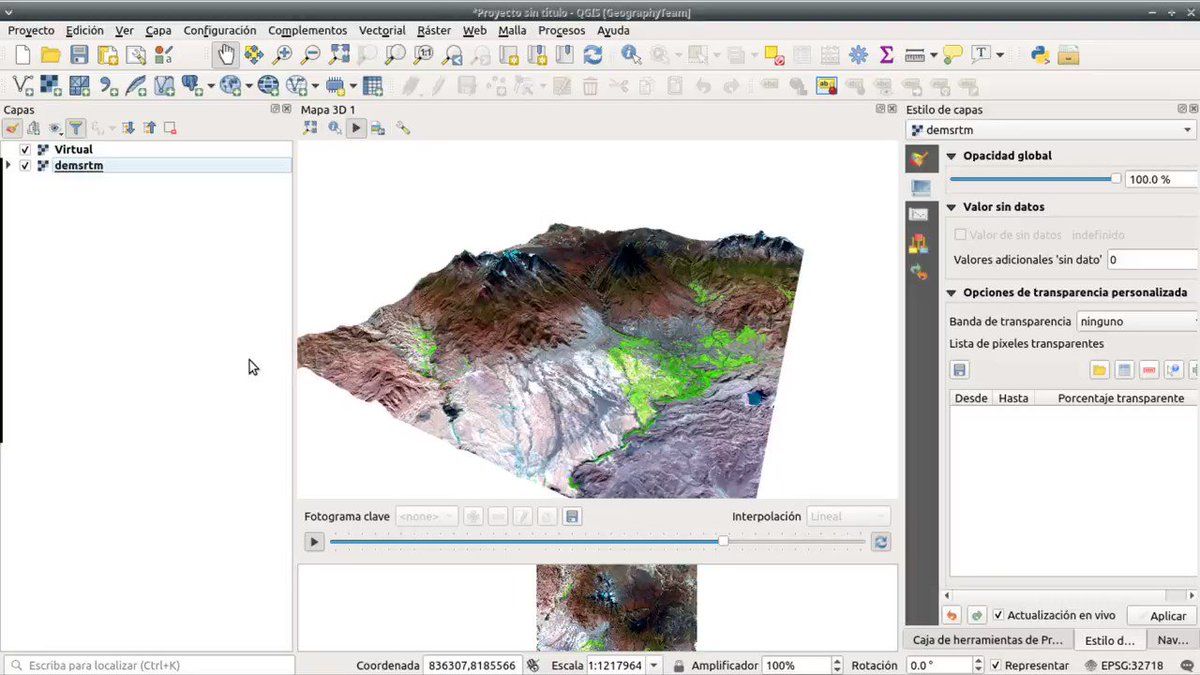 *Proyecto sin título - QGIS [GeographyTeam]
Proyecto Edición Ver Capa Configuración Complementos Vectorial Ráster Web Malla Procesos Ayuda
Capas
Mapa 3D 1
Estilo de capas
demsrtm
Virtual
demsrtm
Opacidad global
100.0 %
Valor sin datos
Valor de sin datos indefinido
Valores adicionales 'sin dato' 0
Opciones de transparencia personalizada
Banda de transparencia ninguno
Lista de pixeles transparentes
Desde Hasta Porcentaje transparente
Fotograma clave <none> Interpolación Lineal
Actualización en vivo Aplicar
Caja de herramientas de Pr... Estilo d... Nav...
Escriba para localizar (Ctrl+K) Coordenada 836307,8185566 Escala 1:1217964 Amplificador 100% Rotación 0.0 ° Representar EPSG:32718